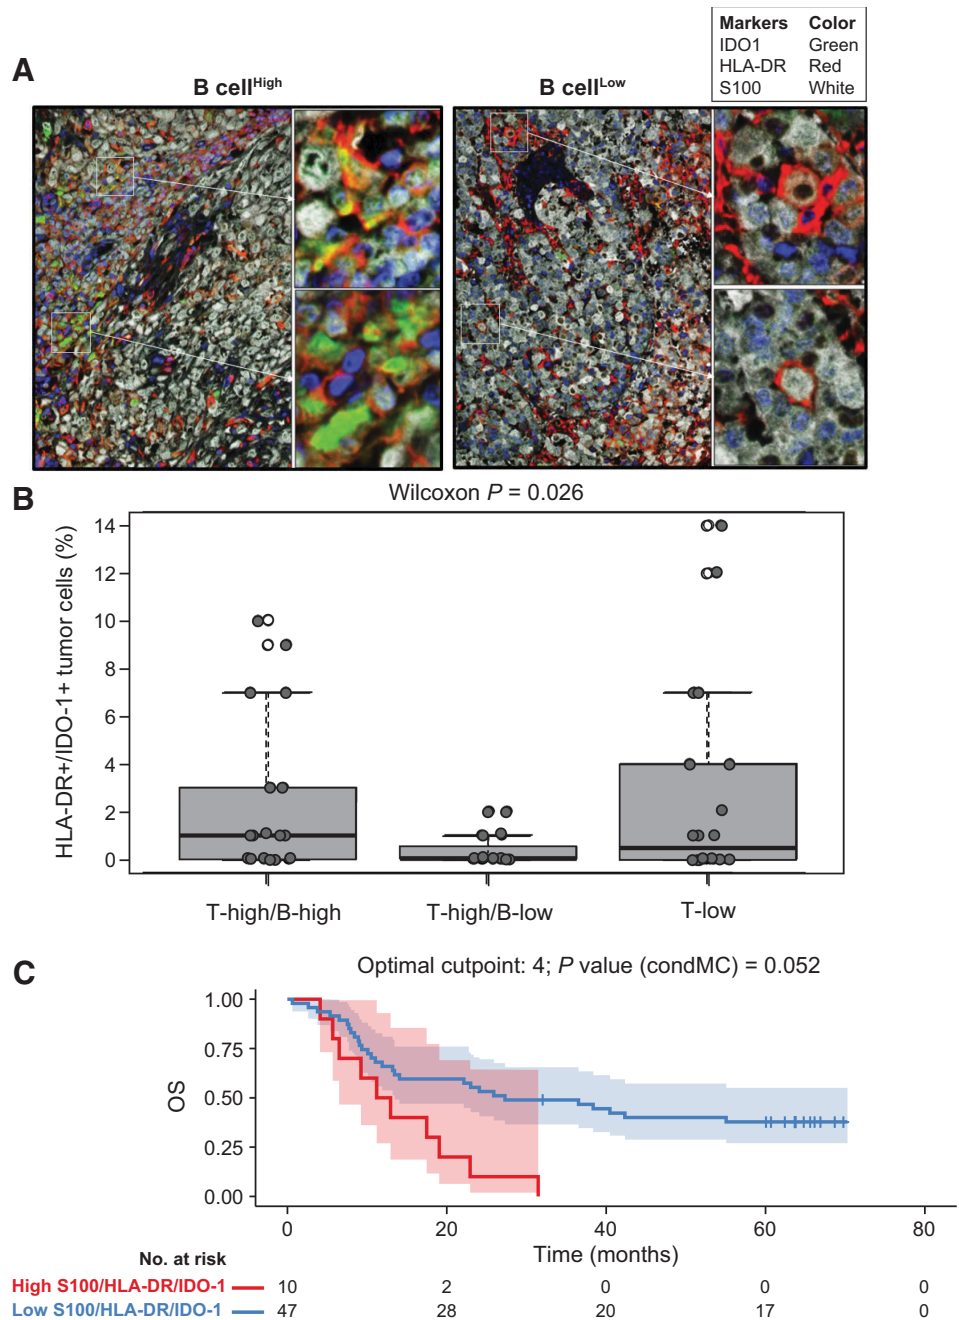 Markers Color
IDO1 Green
HLA-DR Red
S100 White
A
B cellHigh
B cellLow
B
Wilcoxon P = 0.026
HLA-DR+/IDO-1+ tumor cells (%)
14
12
10
8
6
4
2
0
T-high/B-high
T-high/B-low
T-low
C
Optimal cutpoint: 4; P value (condMC) = 0.052
OS
1.00
0.75
0.50
0.25
0.00
0 20 40 60 80
Time (months)
No. at risk
High S100/HLA-DR/IDO-1 10 2 0 0 0
Low S100/HLA-DR/IDO-1 47 28 20 17 0